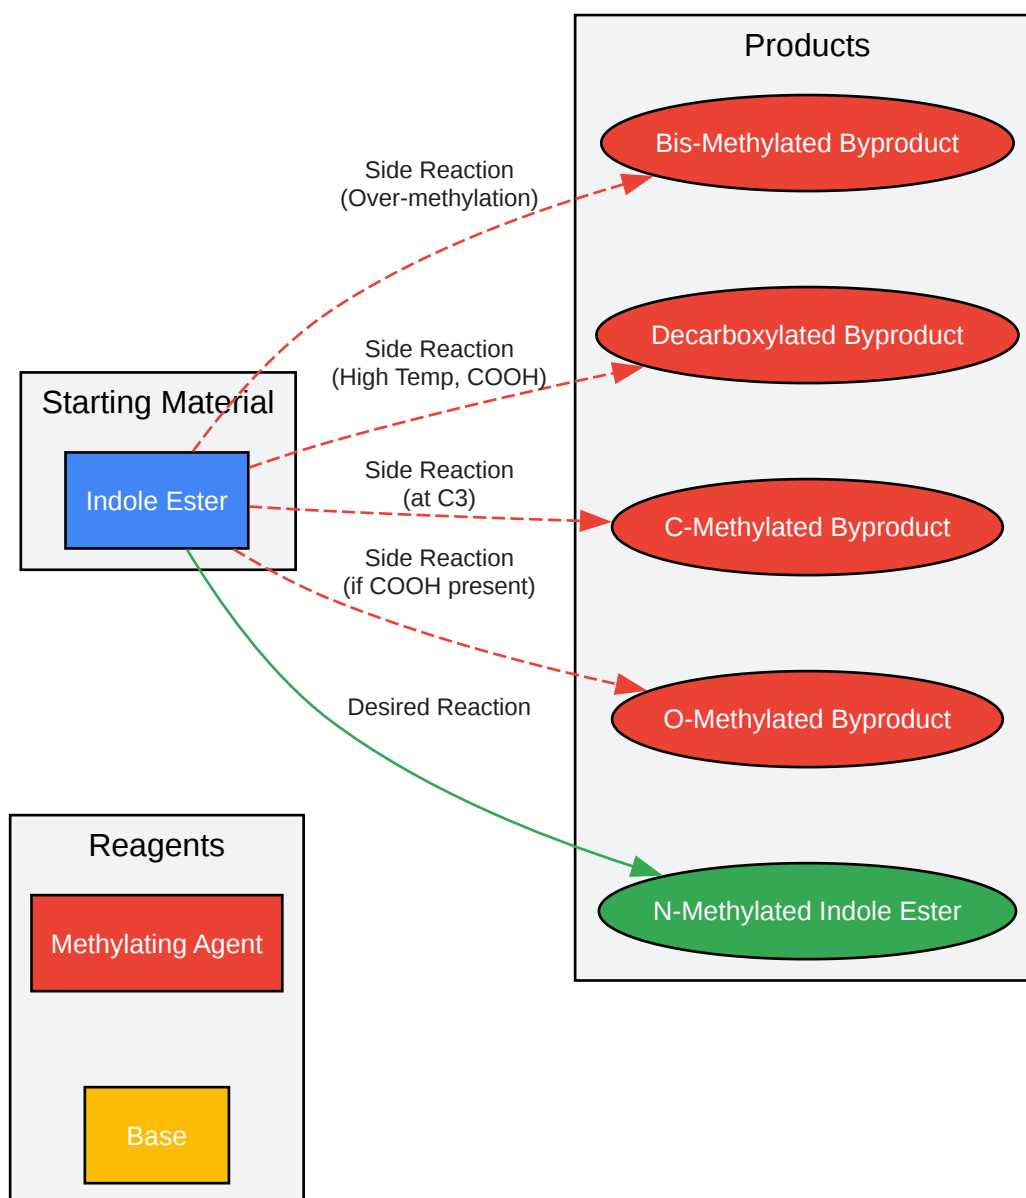 Products
Bis-Methylated Byproduct
Side Reaction
(Over-methylation)
Decarboxylated Byproduct
Side Reaction
(High Temp, COOH)
Starting Material
Indole Ester
Side Reaction
(at C3)
C-Methylated Byproduct
Side Reaction
(if COOH present)
O-Methylated Byproduct
Desired Reaction
N-Methylated Indole Ester
Reagents
Methylating Agent
Base